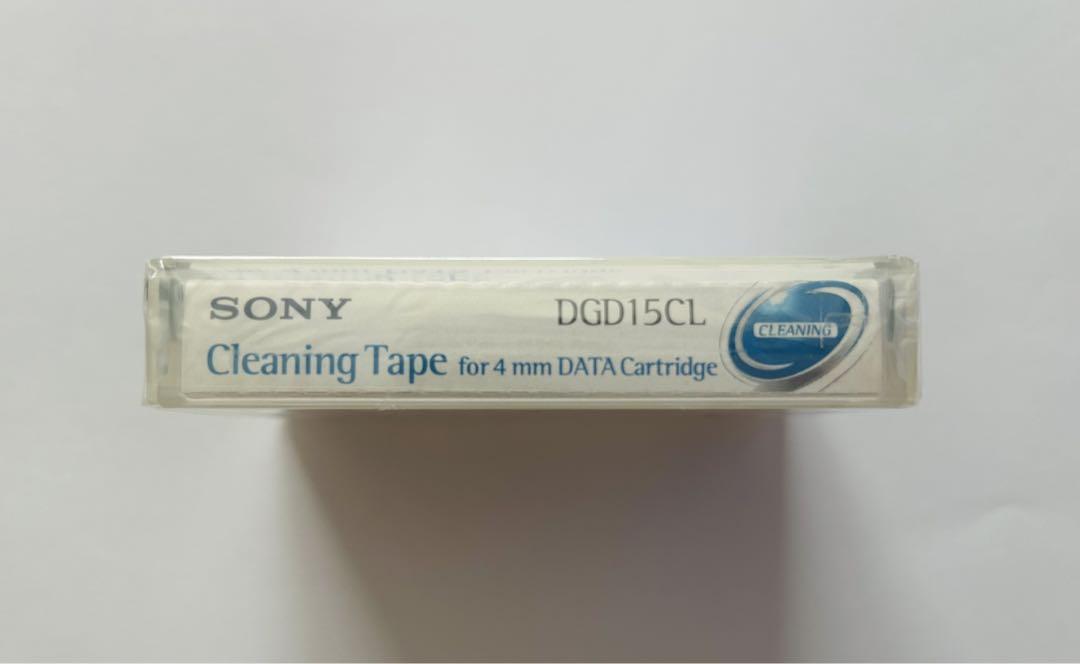 SONY DGD15CL
Cleaning Tape for 4 mm DATA Cartridge
CLEANING